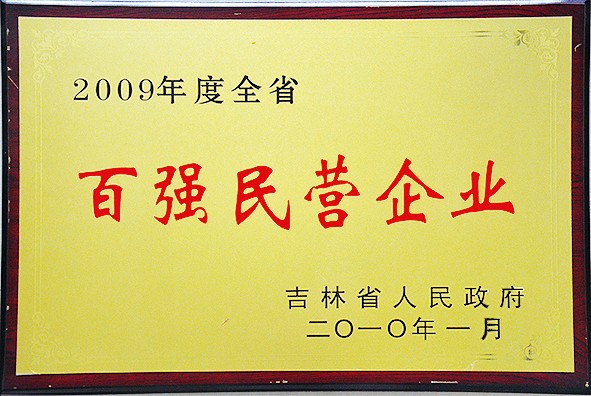 2009年度全省
百强民营企业
吉林省人民政府
二〇一〇年一月